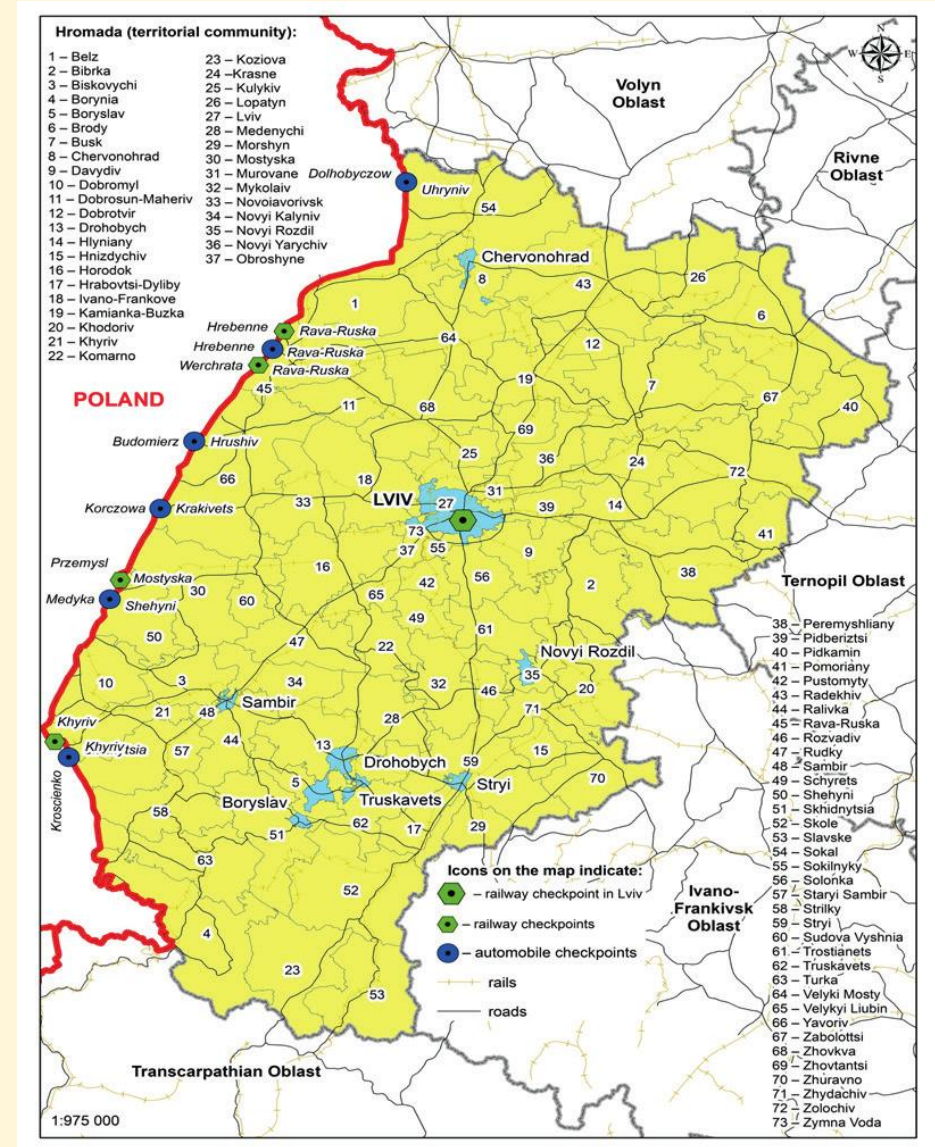 Hromada (territorial community):
1 – Belz
2 – Bibrka
3 – Biskovychi
4 – Borynia
5 – Boryslav
6 – Brody
7 – Busk
8 – Chervonohrad
9 – Davydiv
10 – Dobromyl
11 – Dobrosun-Maheriv
12 – Dobrotvir
13 – Drohobych
14 – Hlyniany
15 – Hnizdychiv
16 – Horodok
17 – Hrabovtsi-Dyliby
18 – Ivano-Frankove
19 – Kamianka-Buzka
20 – Khodoriv
21 – Khyriv
22 – Komarno
23 – Koziova
24 –Krasne
25 – Kulykiv
26 – Lopatyn
27 – Lviv
28 – Medenychi
29 – Morshyn
30 – Mostyska
31 – Murovane
32 – Mykolaiv
33 – Novoiavorivsk
34 – Novyi Kalyniv
35 – Novyi Rozdil
36 – Novyi Yarychiv
37 – Obroshyne
N
W E
S
Volyn
Oblast
Rivne
Oblast
Dolhobyczow
Uhryniv
54
Chervonohrad
8
43
26
1
6
Hrebenne
Rava-Ruska
Hrebenne
Rava-Ruska
Werchrata
Rava-Ruska
64
12
POLAND
45
19
7
67
11
68
40
69
Budomierz
Hrushiv
25
36
24
72
66
18
LVIV
31
33
27
39
14
Korczowa
Krakivets
73
41
37
55
9
Przemysl
Mostyska
16
42
56
38
Medyka
Shehyni
30
60
65
2
49
50
61
47
22
Novyi Rozdil
10
3
34
32
46
35
20
Sambir
21
48
28
71
Khyriv
44
13
15
Khyriv
57
Drohobych
59
Kroscienko
5
Stryi
70
Boryslav
Truskavets
58
51
62
17
29
63
52
4
23
53
Ternopil Oblast
38 – Peremyshliany
39 – Pidberiztsi
40 – Pidkamin
41 – Pomoriany
42 – Pustomyty
43 – Radekhiv
44 – Ralivka
45 – Rava-Ruska
46 – Rozvadiv
47 – Rudky
48 – Sambir
49 – Schyrets
50 – Shehyni
51 – Skhidnytsia
52 – Skole
53 – Slavske
54 – Sokal
55 – Sokilnyky
56 – Solonka
57 – Staryi Sambir
58 – Strilky
59 – Stryi
60 – Sudova Vyshnia
61 – Trostianets
62 – Truskavets
63 – Turka
64 – Velyki Mosty
65 – Velykyi Liubin
66 – Yavoriv
67 – Zabolottsi
68 – Zhovkva
69 – Zhovtantsi
70 – Zhuravno
71 – Zhydachiv
72 – Zolochiv
73 – Zymna Voda
Icons on the map indicate:
– railway checkpoint in Lviv
– railway checkpoints
– automobile checkpoints
– rails
– roads
Ivano-
Frankivsk
Oblast
Transcarpathian Oblast
1:975 000